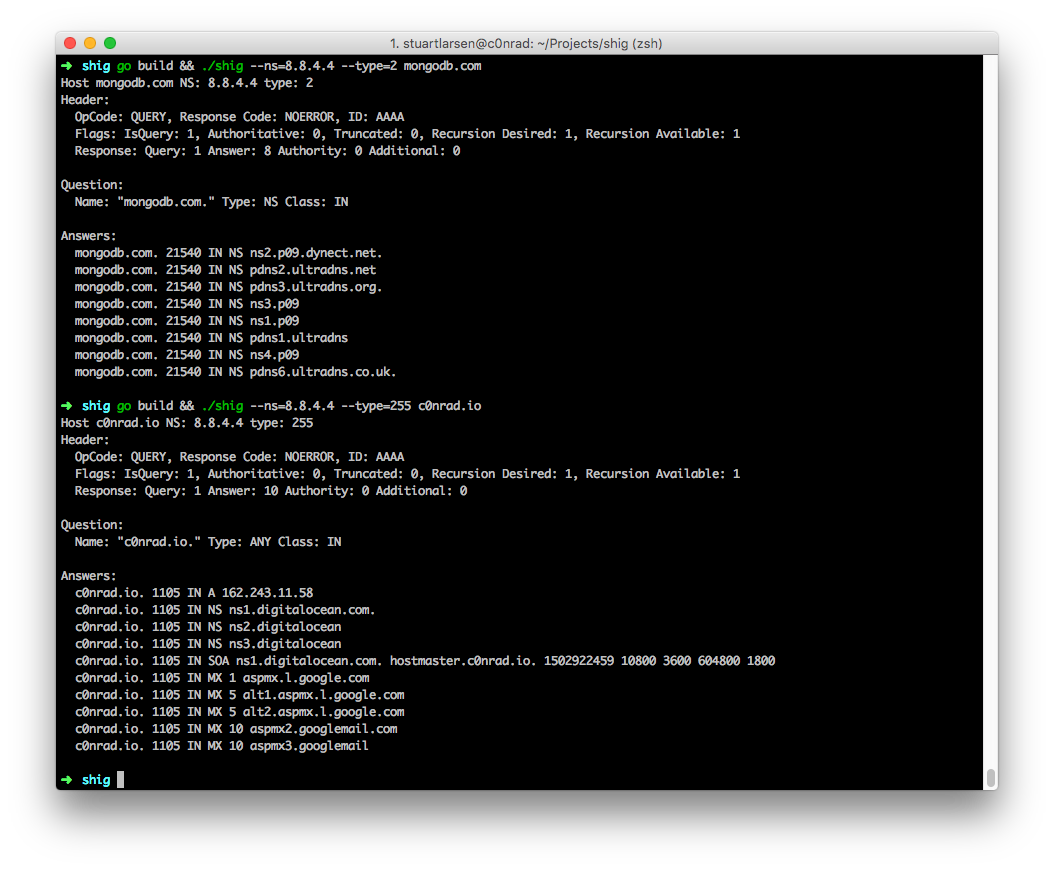 1. stuartlarsen@c0nrad: ~/Projects/shig (zsh)
➜ shig go build && ./shig --ns=8.8.4.4 --type=2 mongodb.com
Host mongodb.com NS: 8.8.4.4 type: 2
Header:
OpCode: QUERY, Response Code: NOERROR, ID: AAAA
Flags: IsQuery: 1, Authoritative: 0, Truncated: 0, Recursion Desired: 1, Recursion Available: 1
Response: Query: 1 Answer: 8 Authority: 0 Additional: 0
Question:
Name: "mongodb.com." Type: NS Class: IN
Answers:
mongodb.com. 21540 IN NS ns2.p09.dynect.net.
mongodb.com. 21540 IN NS pdns2.ultradns.net
mongodb.com. 21540 IN NS pdns3.ultradns.org.
mongodb.com. 21540 IN NS ns3.p09
mongodb.com. 21540 IN NS ns1.p09
mongodb.com. 21540 IN NS pdns1.ultradns
mongodb.com. 21540 IN NS ns4.p09
mongodb.com. 21540 IN NS pdns6.ultradns.co.uk.
➜ shig go build && ./shig --ns=8.8.4.4 --type=255 c0nrad.io
Host c0nrad.io NS: 8.8.4.4 type: 255
Header:
OpCode: QUERY, Response Code: NOERROR, ID: AAAA
Flags: IsQuery: 1, Authoritative: 0, Truncated: 0, Recursion Desired: 1, Recursion Available: 1
Response: Query: 1 Answer: 10 Authority: 0 Additional: 0
Question:
Name: "c0nrad.io." Type: ANY Class: IN
Answers:
c0nrad.io. 1105 IN A 162.243.11.58
c0nrad.io. 1105 IN NS ns1.digitalocean.com.
c0nrad.io. 1105 IN NS ns2.digitalocean
c0nrad.io. 1105 IN NS ns3.digitalocean
c0nrad.io. 1105 IN SOA ns1.digitalocean.com. hostmaster.c0nrad.io. 1502922459 10800 3600 604800 1800
c0nrad.io. 1105 IN MX 1 aspmx.l.google.com
c0nrad.io. 1105 IN MX 5 alt1.aspmx.l.google.com
c0nrad.io. 1105 IN MX 5 alt2.aspmx.l.google.com
c0nrad.io. 1105 IN MX 10 aspmx2.googlemail.com
c0nrad.io. 1105 IN MX 10 aspmx3.googlemail
➜ shig